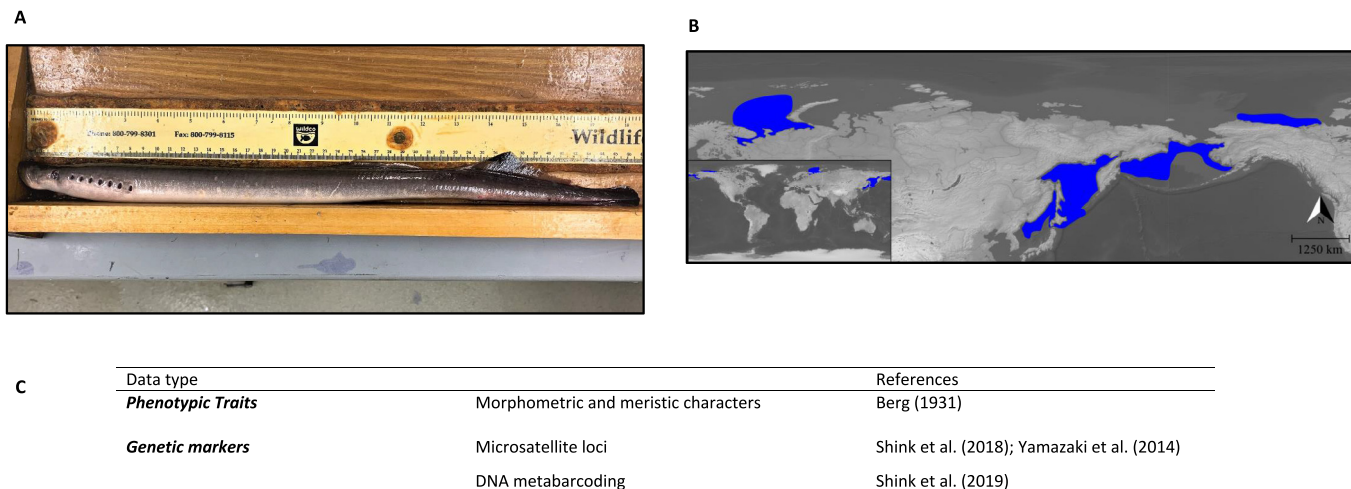 A
B
Phone: 800-799-8301 Fax: 800-799-8115
wildco
Wildlif
N
1250 km
C
Data type References
Phenotypic Traits Morphometric and meristic characters Berg (1931)
Genetic markers Microsatellite loci Shink et al. (2018); Yamazaki et al. (2014)
DNA metabarcoding Shink et al. (2019)